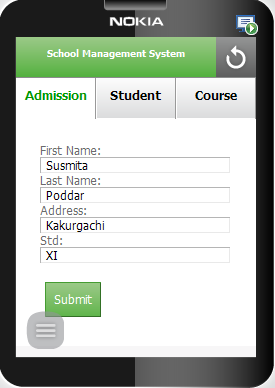 NOKIA
School Management System
Admission Student Course
First Name:
Susmita
Last Name:
Poddar
Address:
Kakurgachi
Std:
XI
Submit